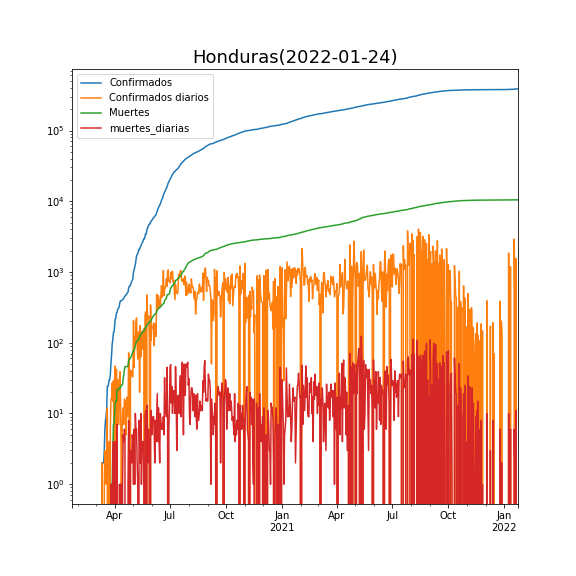 Honduras(2022-01-24)
Confirmados
Confirmados diarios
Muertes
muertes_diarias
10^5
10^4
10^3
10^2
10^1
10^0
Apr Jul Oct Jan Apr Jul Oct Jan
2021 2022